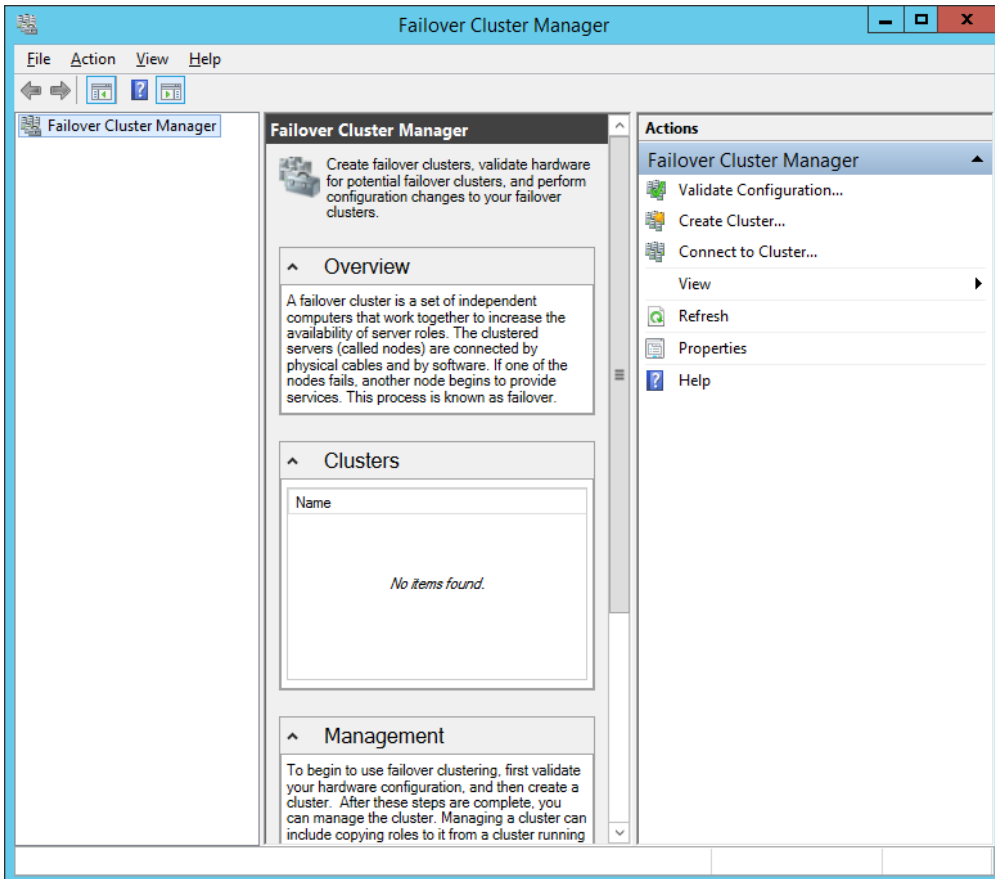 Failover Cluster Manager
File Action View Help
Failover Cluster Manager
Failover Cluster Manager
Create failover clusters, validate hardware
for potential failover clusters, and perform
configuration changes to your failover
clusters.
Overview
A failover cluster is a set of independent
computers that work together to increase the
availability of server roles. The clustered
servers (called nodes) are connected by
physical cables and by software. If one of the
nodes fails, another node begins to provide
services. This process is known as failover.
Clusters
Name
No items found.
Management
To begin to use failover clustering, first validate
your hardware configuration, and then create a
cluster. After these steps are complete, you
can manage the cluster. Managing a cluster can
include copying roles to it from a cluster running
Actions
Failover Cluster Manager
Validate Configuration...
Create Cluster...
Connect to Cluster...
View
Refresh
Properties
Help